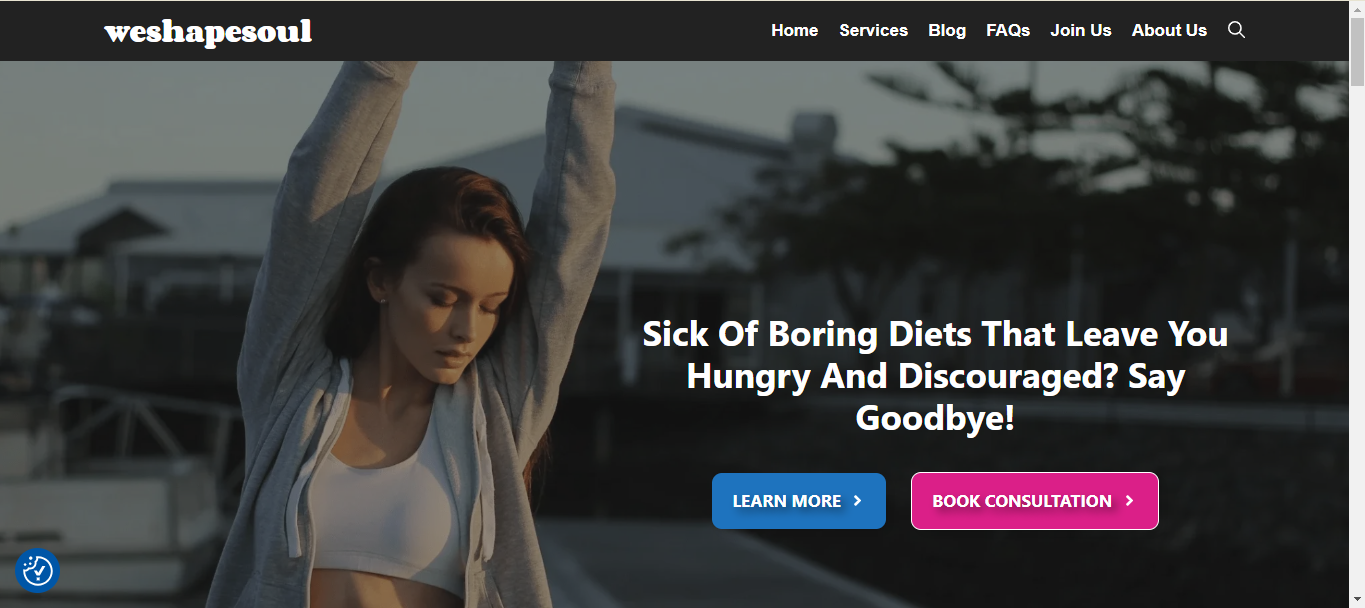 weshapesoul
Home Services Blog FAQs Join Us About Us
Sick Of Boring Diets That Leave You
Hungry And Discouraged? Say
Goodbye!
LEARN MORE
BOOK CONSULTATION